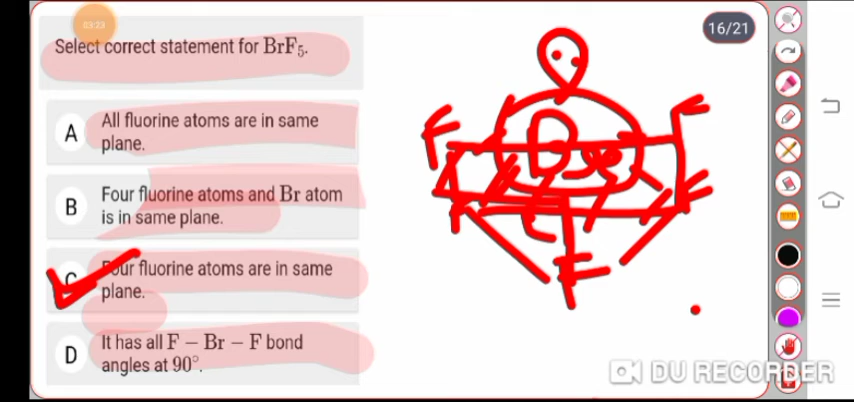 03:23
16/21
Select correct statement for BrF₅.
A
All fluorine atoms are in same
plane.
B
Four fluorine atoms and Br atom
is in same plane.
C
Four fluorine atoms are in same
plane.
D
It has all F − Br − F bond
angles at 90°.
F
F
F
F
DU RECORDER